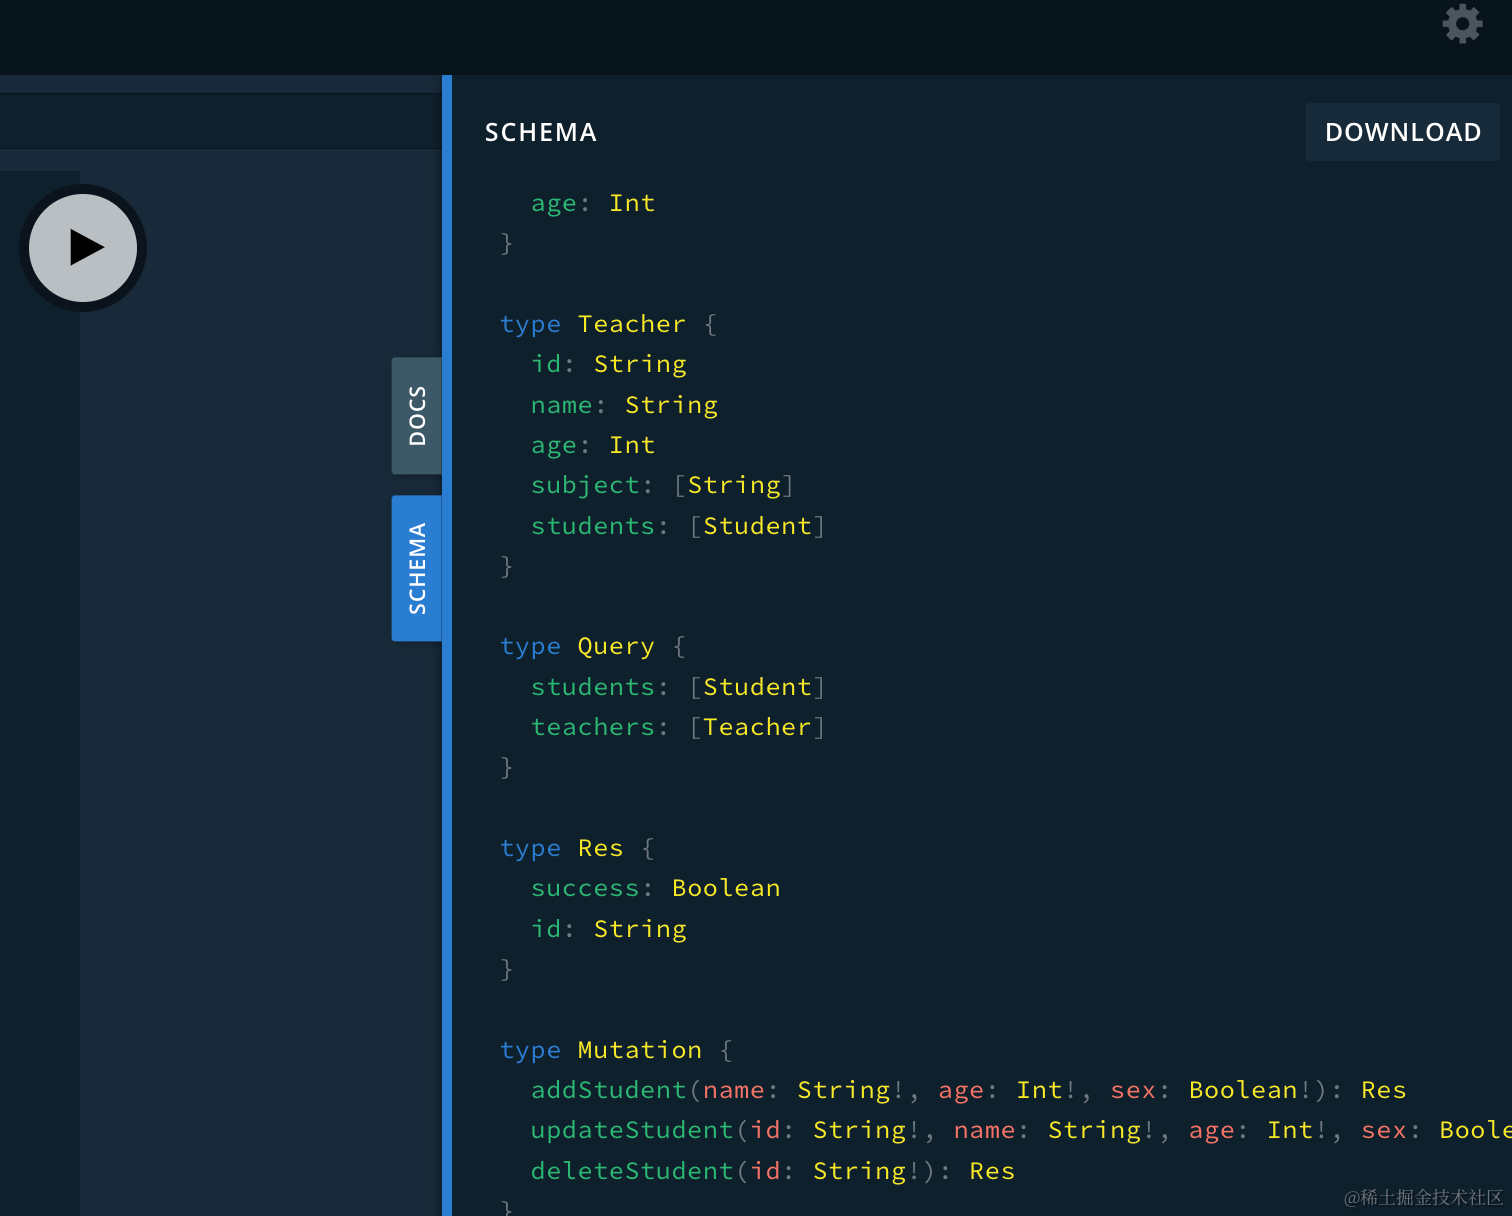 SCHEMA
DOWNLOAD
age: Int
}
type Teacher {
id: String
name: String
age: Int
subject: [String]
students: [Student]
}
type Query {
students: [Student]
teachers: [Teacher]
}
type Res {
success: Boolean
id: String
}
type Mutation {
addStudent(name: String!, age: Int!, sex: Boolean!): Res
updateStudent(id: String!, name: String!, age: Int!, sex: Boole
deleteStudent(id: String!): Res
}
DOCS
SCHEMA
@稀土掘金技术社区